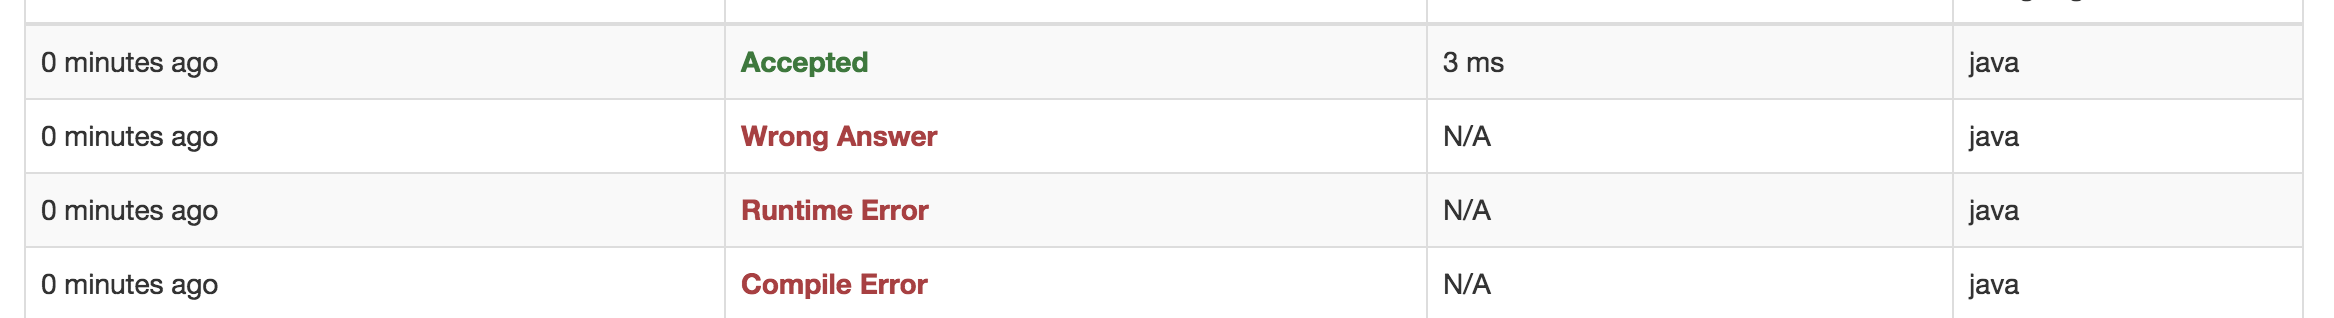 0 minutes ago Accepted 3 ms java
0 minutes ago Wrong Answer N/A java
0 minutes ago Runtime Error N/A java
0 minutes ago Compile Error N/A java